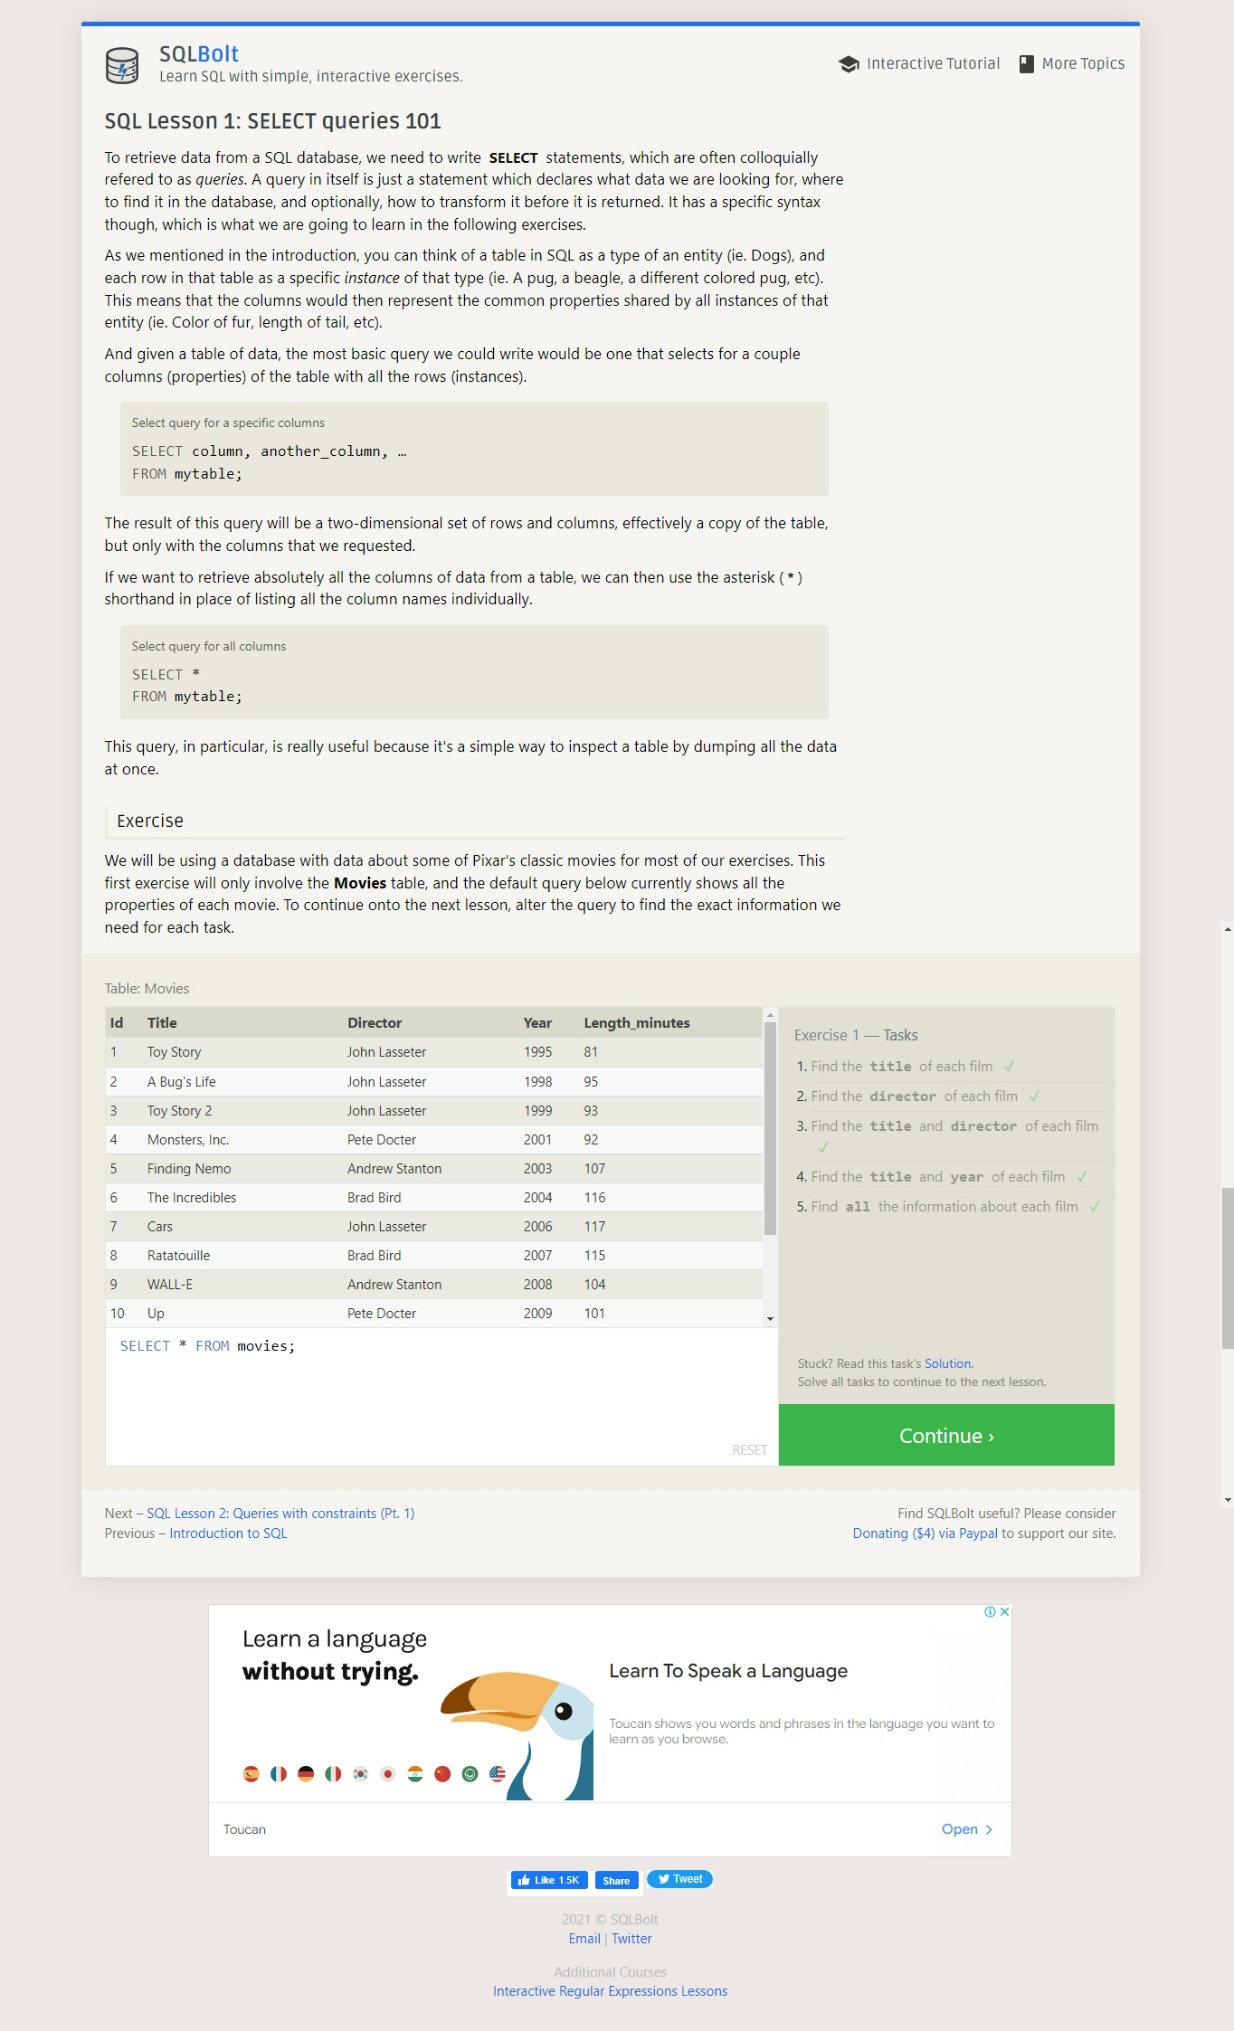 SQLBolt
Learn SQL with simple, interactive exercises.
Interactive Tutorial
More Topics
SQL Lesson 1: SELECT queries 101
To retrieve data from a SQL database, we need to write SELECT statements, which are often colloquially
refered to as queries. A query in itself is just a statement which declares what data we are looking for, where
to find it in the database, and optionally, how to transform it before it is returned. It has a specific syntax
though, which is what we are going to learn in the following exercises.
As we mentioned in the introduction, you can think of a table in SQL as a type of an entity (ie. Dogs), and
each row in that table as a specific instance of that type (ie. A pug, a beagle, a different colored pug, etc).
This means that the columns would then represent the common properties shared by all instances of that
entity (ie. Color of fur, length of tail, etc).
And given a table of data, the most basic query we could write would be one that selects for a couple
columns (properties) of the table with all the rows (instances).
Select query for a specific columns
SELECT column, another_column, …
FROM mytable;
The result of this query will be a two-dimensional set of rows and columns, effectively a copy of the table,
but only with the columns that we requested.
If we want to retrieve absolutely all the columns of data from a table, we can then use the asterisk (*)
shorthand in place of listing all the column names individually.
Select query for all columns
SELECT *
FROM mytable;
This query, in particular, is really useful because it's a simple way to inspect a table by dumping all the data
at once.
Exercise
We will be using a database with data about some of Pixar's classic movies for most of our exercises. This
first exercise will only involve the Movies table, and the default query below currently shows all the
properties of each movie. To continue onto the next lesson, alter the query to find the exact information we
need for each task.
Table: Movies
Id Title Director Year Length_minutes
1 Toy Story John Lasseter 1995 81
2 A Bug's Life John Lasseter 1998 95
3 Toy Story 2 John Lasseter 1999 93
4 Monsters, Inc. Pete Docter 2001 92
5 Finding Nemo Andrew Stanton 2003 107
6 The Incredibles Brad Bird 2004 116
7 Cars John Lasseter 2006 117
8 Ratatouille Brad Bird 2007 115
9 WALL-E Andrew Stanton 2008 104
10 Up Pete Docter 2009 101
SELECT * FROM movies;
RESET
Exercise 1 — Tasks
1. Find the title of each film ✓
2. Find the director of each film ✓
3. Find the title and director of each film
✓
4. Find the title and year of each film ✓
5. Find all the information about each film ✓
Stuck? Read this task's Solution.
Solve all tasks to continue to the next lesson.
Continue ›
Next – SQL Lesson 2: Queries with constraints (Pt. 1)
Previous – Introduction to SQL
Find SQLBolt useful? Please consider
Donating ($4) via Paypal to support our site.
Learn a language
without trying.
Learn To Speak a Language
Toucan shows you words and phrases in the language you want to
learn as you browse.
Toucan
Open
Like 1.5K
Share
Tweet
2021 © SQLBolt
Email | Twitter
Additional Courses
Interactive Regular Expressions Lessons